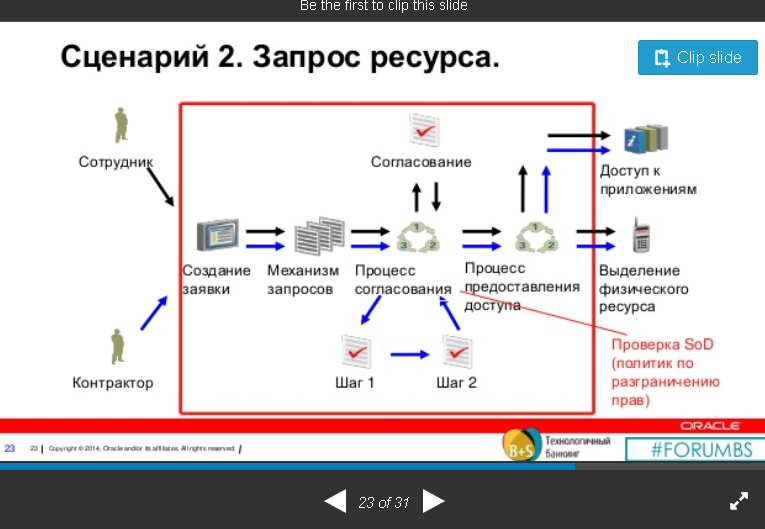 Be the first to clip this slide
Сценарий 2. Запрос ресурса.
Clip slide
Сотрудник
Согласование
Доступ к
приложениям
Создание
заявки
Механизм
запросов
Процесс
согласования
Процесс
предоставления
доступа
Выделение
физического
ресурса
Проверка SoD
(политик по
разграничению
прав)
Контрактор
Шаг 1
Шаг 2
ORACLE
23
23 | Copyright © 2014, Oracle and/or its affiliates. All rights reserved. /
B+S
Технологичный
банкинг
#FORUMBS
23 of 31